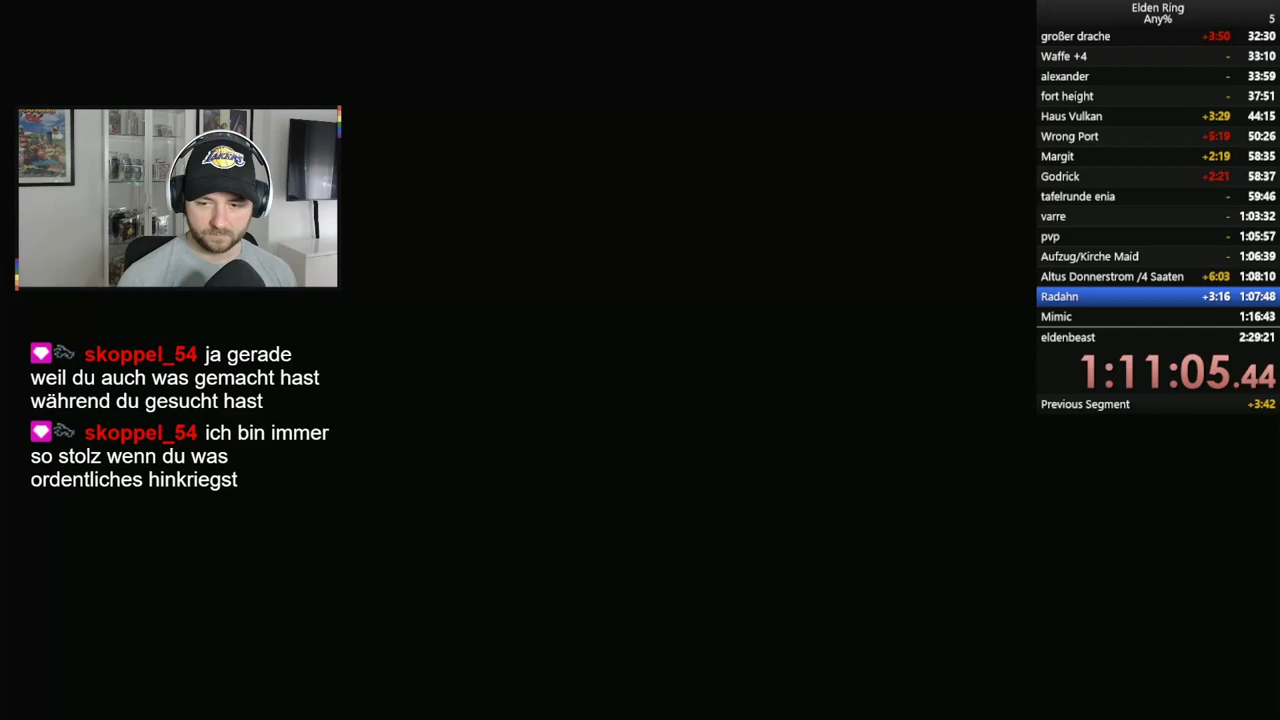 Elden Ring
Any% 5
großer drache +3:50 32:30
Waffe +4 - 33:10
alexander - 33:59
fort height - 37:51
Haus Vulkan +3:29 44:15
Wrong Port +5:19 50:26
Margit +2:19 58:35
Godrick +2:21 58:37
tafelrunde enia - 59:46
varre - 1:03:32
pvp - 1:05:57
Aufzug/Kirche Maid - 1:06:39
Altus Donnerstrom /4 Saaten +6:03 1:08:10
Radahn +3:16 1:07:48
Mimic 1:16:43
eldenbeast 2:29:21
1:11:05.44
Previous Segment +3:42
LAKERS
skoppel_54 ja gerade
weil du auch was gemacht hast
während du gesucht hast
skoppel_54 ich bin immer
so stolz wenn du was
ordentliches hinkriegst